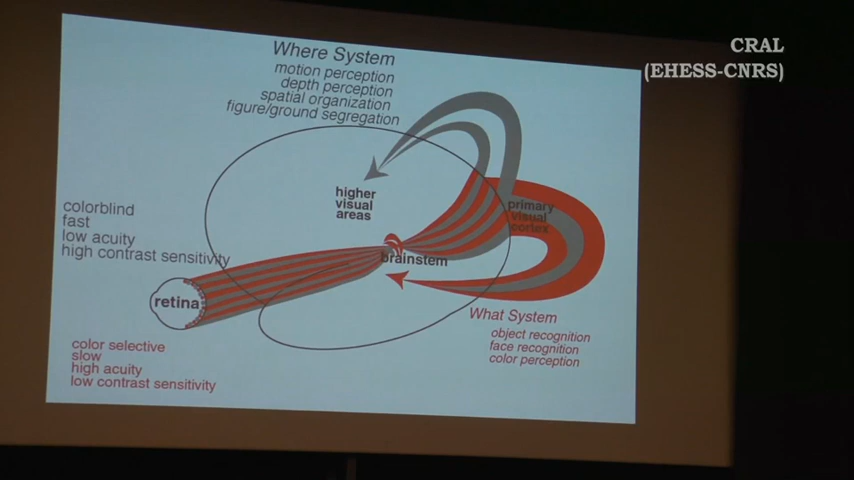 CRAL
(EHESS-CNRS)
Where System
motion perception
depth perception
spatial organization
figure/ground segregation
higher
visual
areas
primary
visual
cortex
colorblind
fast
low acuity
high contrast sensitivity
brainstem
retina
What System
object recognition
face recognition
color perception
color selective
slow
high acuity
low contrast sensitivity